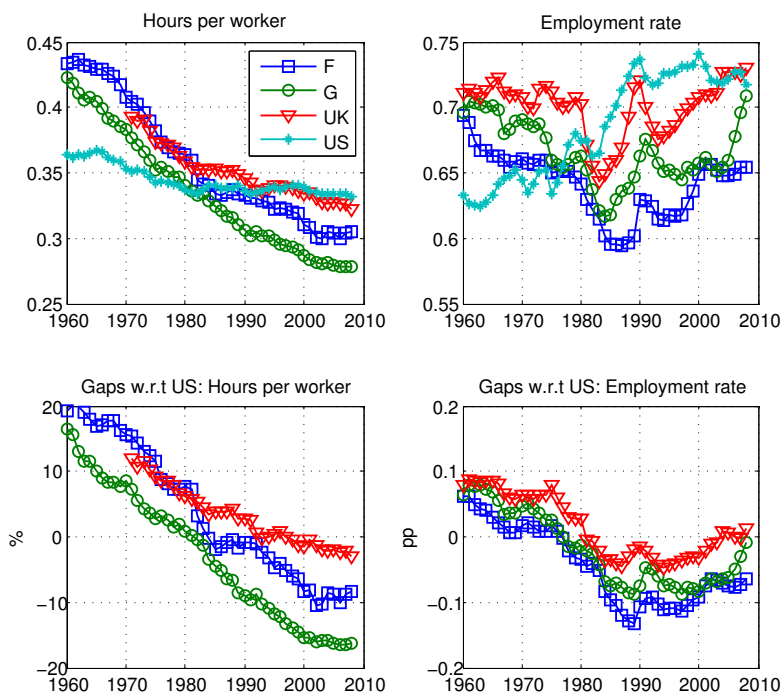 Hours per worker
0.45
0.4
0.35
0.3
0.25
1960 1970 1980 1990 2000 2010
F
G
UK
US
Employment rate
0.75
0.7
0.65
0.6
0.55
1960 1970 1980 1990 2000 2010
Gaps w.r.t US: Hours per worker
20
10
0
−10
−20
%
1960 1970 1980 1990 2000 2010
Gaps w.r.t US: Employment rate
0.2
0.1
0
−0.1
−0.2
pp
1960 1970 1980 1990 2000 2010